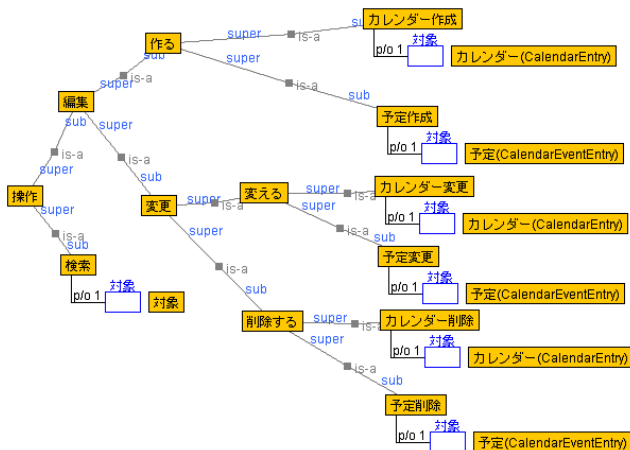 カレンダー作成
super
su
is-a
対象
作る
p/o 1
カレンダー(CalendarEntry)
sub
super
is-a
super
is-a
編集
sub
予定作成
sub
super
対象
p/o 1
予定(CalendarEventEntry)
is-a
is-a
super
sub
カレンダー変更
操作
変える
super
is-a
super
変更
super
is-a
super
対象
p/o 1
カレンダー(CalendarEntry)
is-a
super
is-a
sub
sub
予定変更
検索
is-a
対象
対象
p/o 1
対象
sub
p/o 1
予定(CalendarEventEntry)
削除する
super
is-a
カレンダー削除
super
対象
p/o 1
カレンダー(CalendarEntry)
is-a
sub
予定削除
対象
p/o 1
予定(CalendarEventEntry)